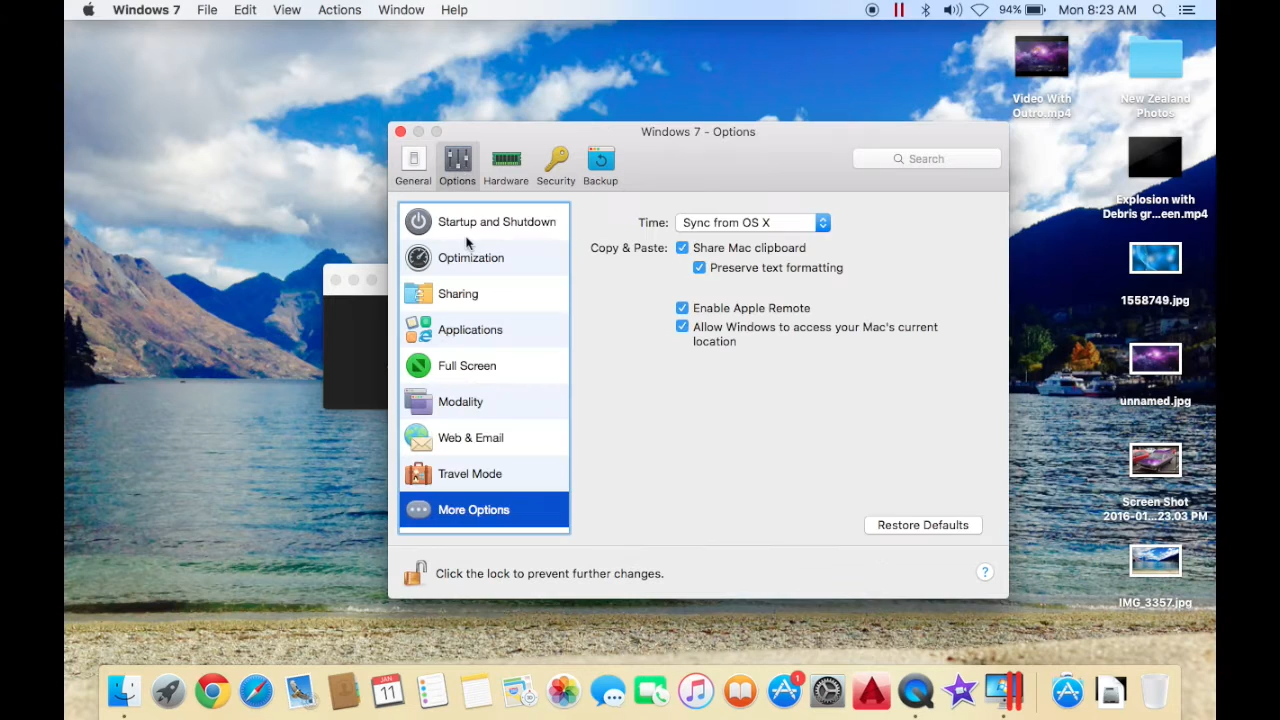 Windows 7 File Edit View Actions Window Help
94% Mon 8:23 AM
Video With
Outro.mp4
New Zealand
Photos
Explosion with
Debris gr...een.mp4
1558749.jpg
unnamed.jpg
Screen Shot
2016-01...23.03 PM
IMG_3357.jpg
Windows 7 - Options
General Options Hardware Security Backup
Search
Startup and Shutdown
Optimization
Sharing
Applications
Full Screen
Modality
Web & Email
Travel Mode
More Options
Time: Sync from OS X
Copy & Paste: Share Mac clipboard
Preserve text formatting
Enable Apple Remote
Allow Windows to access your Mac's current
location
Restore Defaults
Click the lock to prevent further changes.
?
JAN
11
1